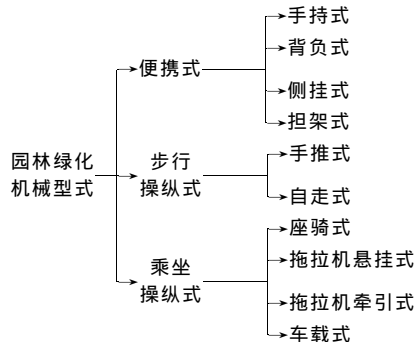 园林绿化
机械型式
便携式
手持式
背负式
侧挂式
担架式
步行
操纵式
手推式
自走式
乘坐
操纵式
座骑式
拖拉机悬挂式
拖拉机牵引式
车载式